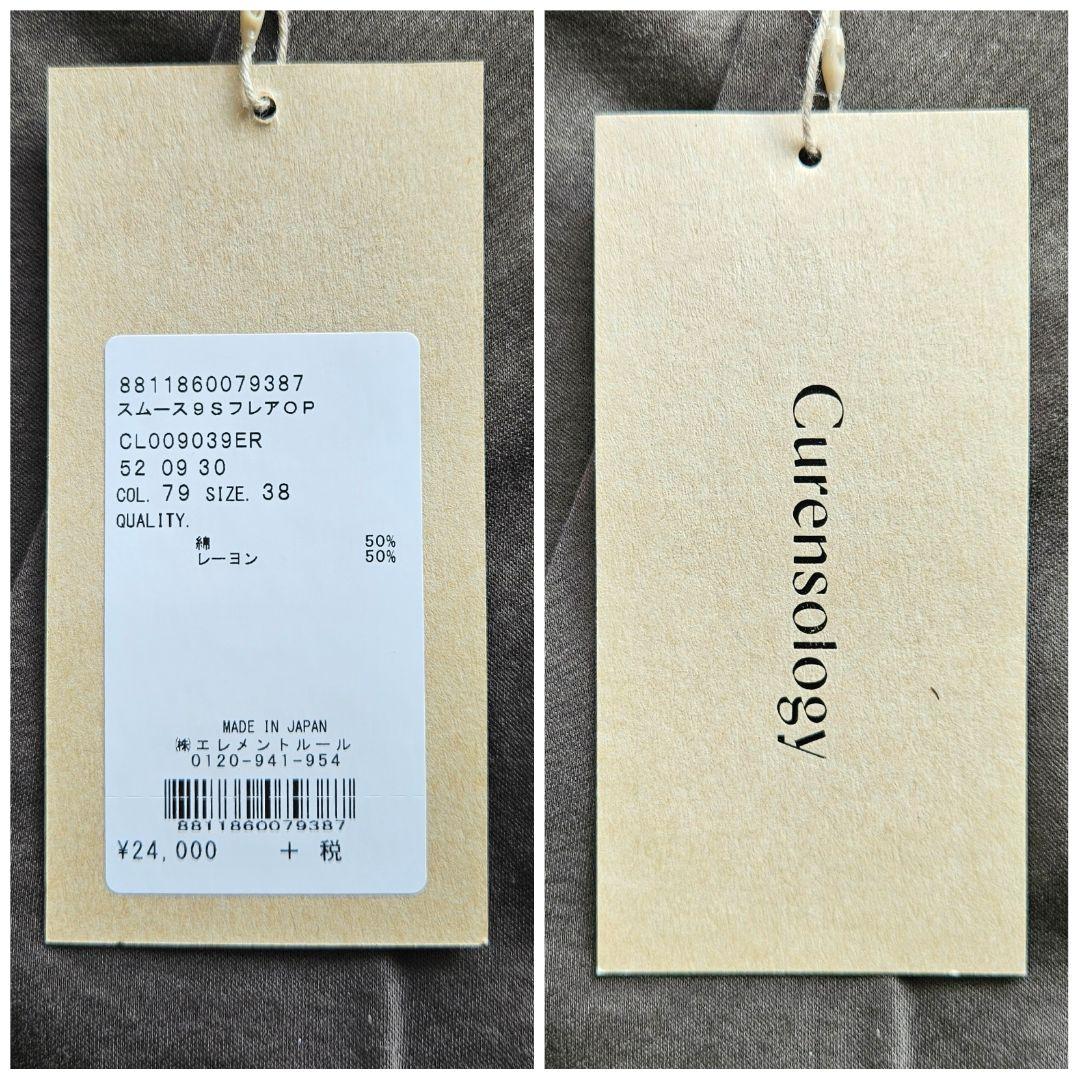 8811860079387
スムース9SフレアOP
CL009039ER
52 09 30
COL. 79 SIZE. 38
QUALITY.
綿 50%
レーヨン 50%
MADE IN JAPAN
㈱エレメントルール
0120-941-954
8811860079387
¥24,000 + 税
Curensology